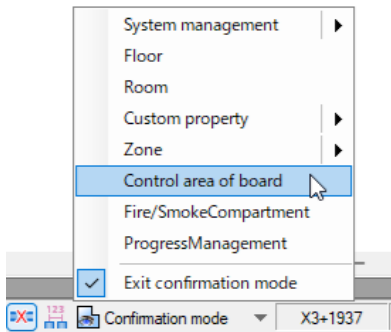 System management
Floor
Room
Custom property
Zone
Control area of board
Fire/SmokeCompartment
ProgressManagement
Exit confirmation mode
=X= 123 Confirmation mode X3+1937